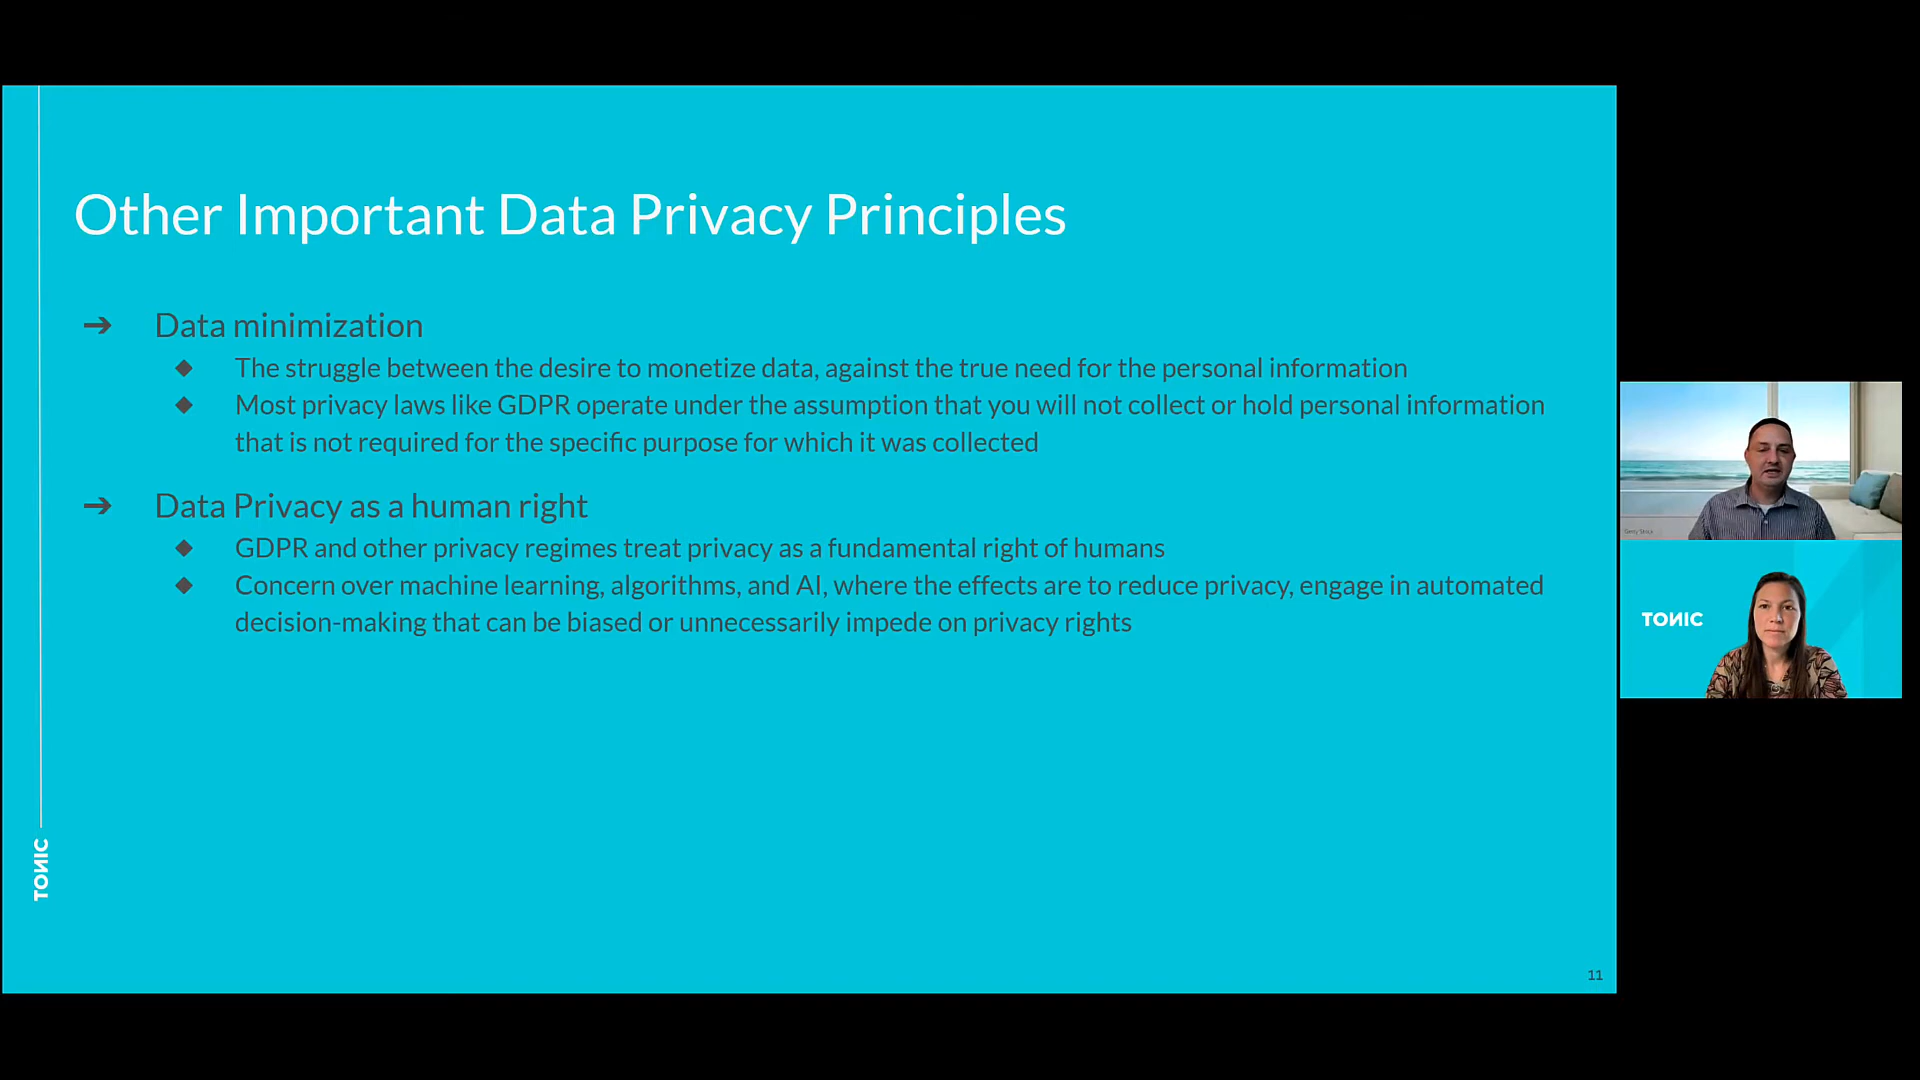 Other Important Data Privacy Principles
➔ Data minimization
◆ The struggle between the desire to monetize data, against the true need for the personal information
◆ Most privacy laws like GDPR operate under the assumption that you will not collect or hold personal information
that is not required for the specific purpose for which it was collected
➔ Data Privacy as a human right
◆ GDPR and other privacy regimes treat privacy as a fundamental right of humans
◆ Concern over machine learning, algorithms, and AI, where the effects are to reduce privacy, engage in automated
decision-making that can be biased or unnecessarily impede on privacy rights
TONIC
11
TONIC